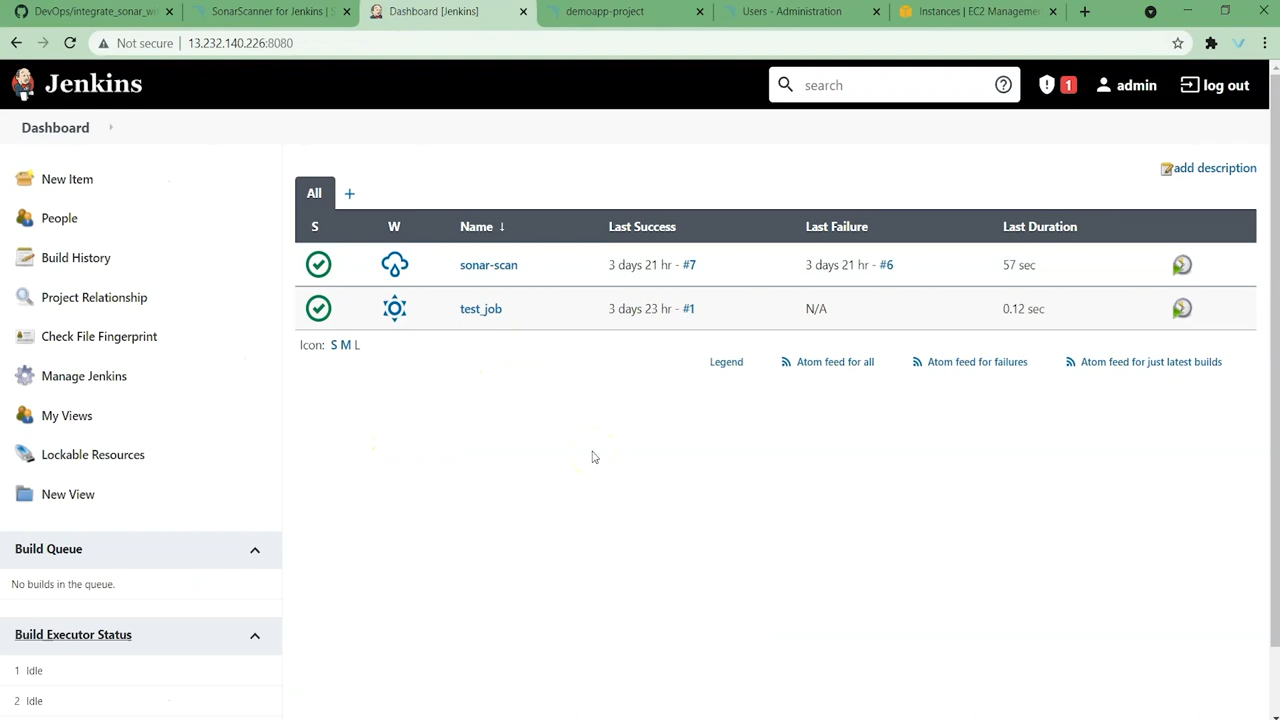 DevOps/integrate_sonar_wi
SonarScanner for Jenkins | S
Dashboard [Jenkins]
demoapp-project
Users - Administration
Instances | EC2 Manageme
Not secure | 13.232.140.226:8080
Jenkins
search
1
admin
log out
Dashboard
add description
New Item
People
Build History
Project Relationship
Check File Fingerprint
Manage Jenkins
My Views
Lockable Resources
New View
All +
S W Name ↓ Last Success Last Failure Last Duration
sonar-scan 3 days 21 hr - #7 3 days 21 hr - #6 57 sec
test_job 3 days 23 hr - #1 N/A 0.12 sec
Icon: S M L
Legend Atom feed for all Atom feed for failures Atom feed for just latest builds
Build Queue
No builds in the queue.
Build Executor Status
1 Idle
2 Idle